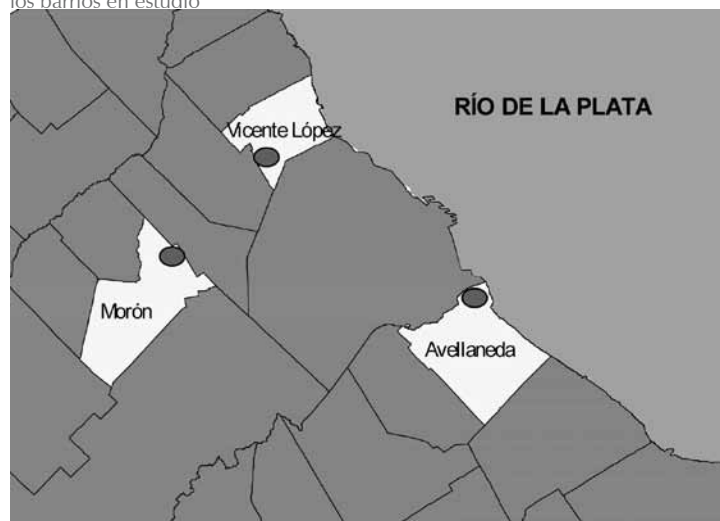 los barrios en estudio
RÍO DE LA PLATA
Vicente López
Morón
Avellaneda